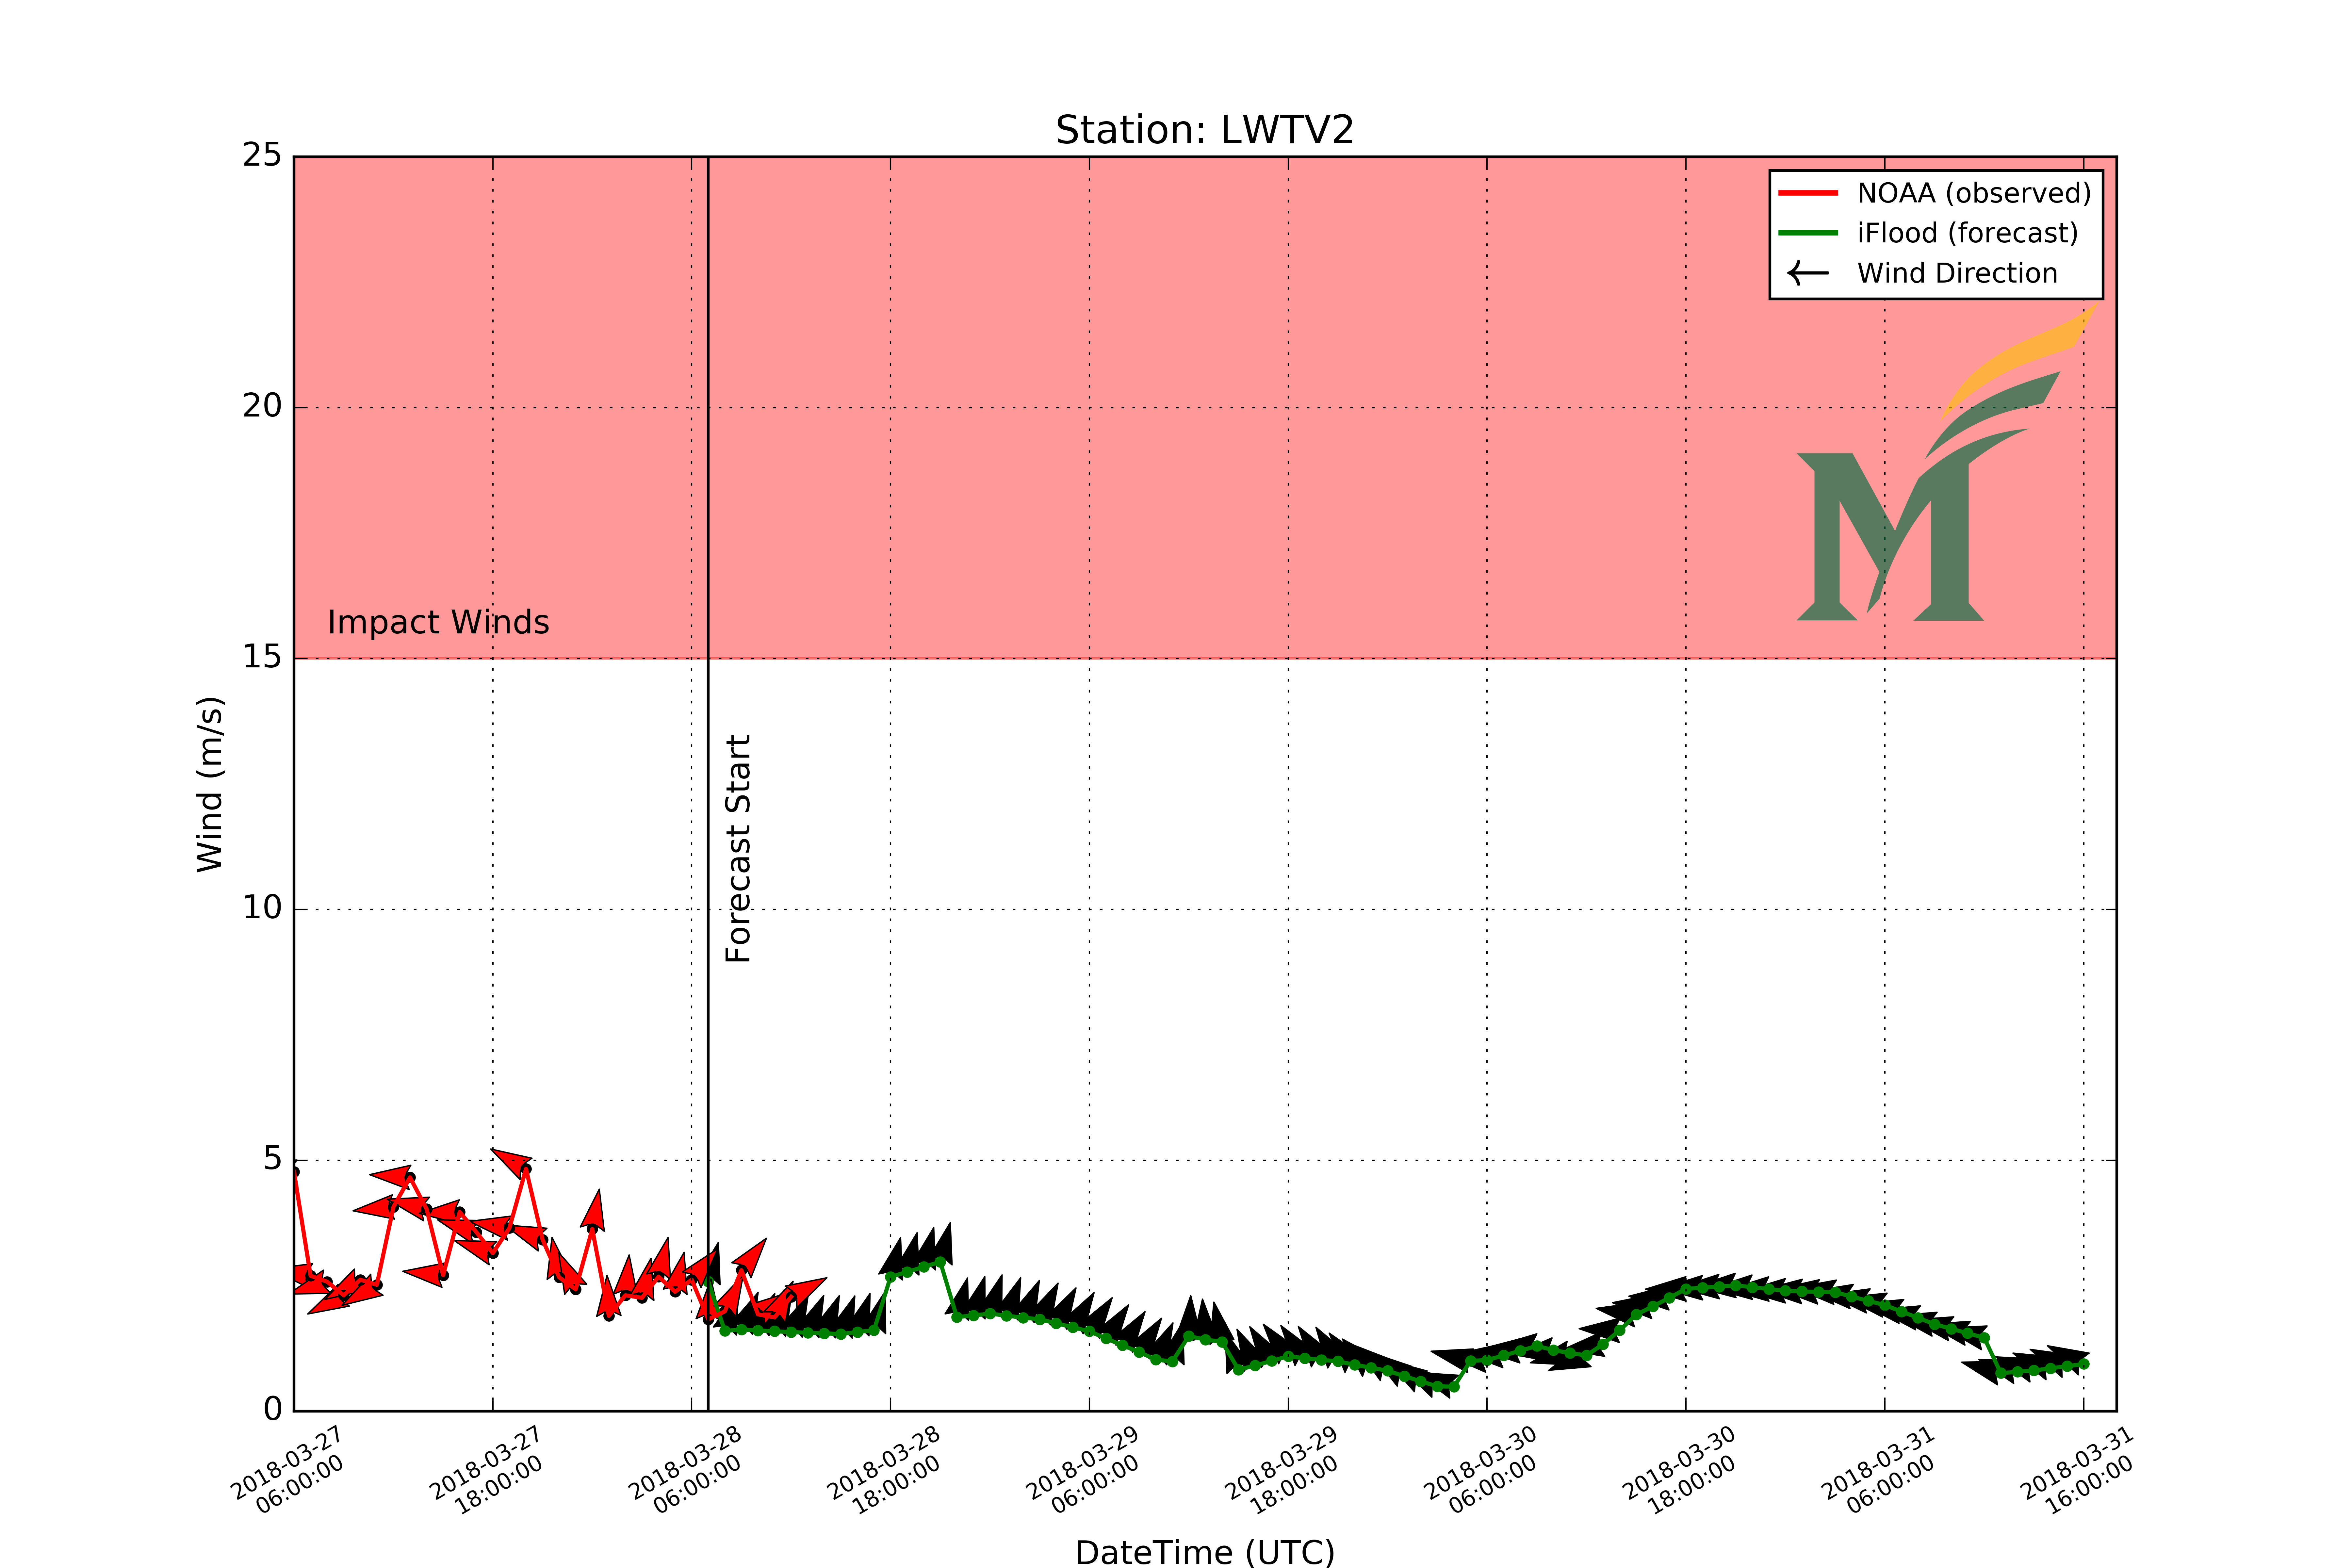 Station: LWTV2
25
20
15
10
5
0
Wind (m/s)
NOAA (observed)
iFlood (forecast)
Wind Direction
M
Impact Winds
Forecast Start
2018-03-27
06:00:00
2018-03-27
18:00:00
2018-03-28
06:00:00
2018-03-28
18:00:00
2018-03-29
06:00:00
2018-03-29
18:00:00
2018-03-30
06:00:00
2018-03-30
18:00:00
2018-03-31
06:00:00
2018-03-31
16:00:00
DateTime (UTC)